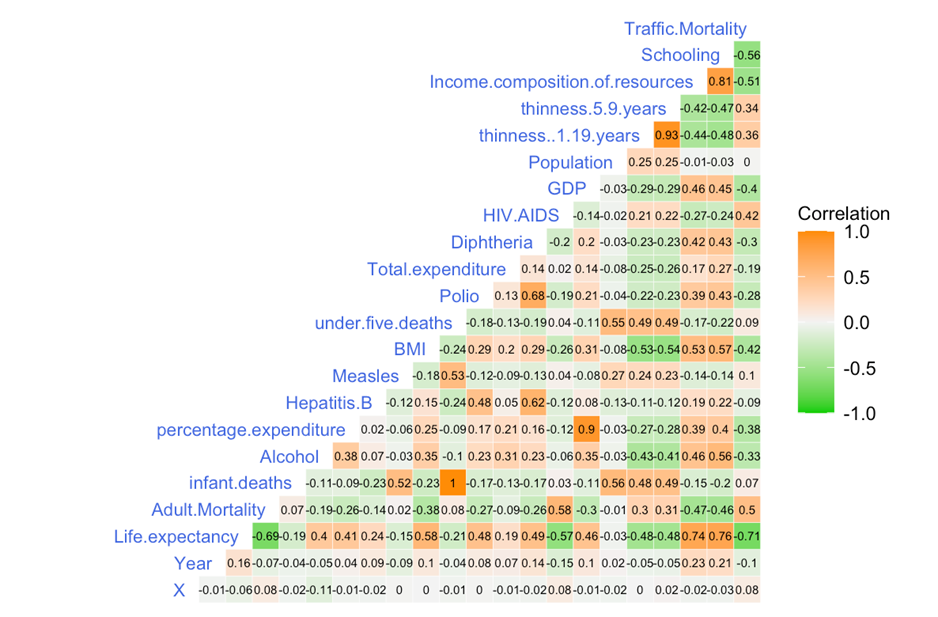 Traffic.Mortality
Schooling -0.56
Income.composition.of.resources 0.81 -0.51
thinness.5.9.years -0.42 -0.47 0.34
thinness..1.19.years 0.93 -0.44 -0.48 0.36
Population 0.25 0.25 -0.01 -0.03 0
GDP -0.03 -0.29 -0.29 0.46 0.45 -0.4
HIV.AIDS -0.14 -0.02 0.21 0.22 -0.27 -0.24 0.42
Diphtheria -0.2 0.2 -0.03 -0.23 -0.23 0.42 0.43 -0.3
Total.expenditure 0.14 0.02 0.14 -0.08 -0.25 -0.26 0.17 0.27 -0.19
Polio 0.13 0.68 -0.19 0.21 -0.04 -0.22 -0.23 0.39 0.43 -0.28
under.five.deaths -0.18 -0.13 -0.19 0.04 -0.11 0.55 0.49 0.49 -0.17 -0.22 0.09
BMI -0.24 0.29 0.2 0.29 -0.26 0.31 -0.08 -0.53 -0.54 0.53 0.57 -0.42
Measles -0.18 0.53 -0.12 -0.09 -0.13 0.04 -0.08 0.27 0.24 0.23 -0.14 -0.14 0.1
Hepatitis.B -0.12 0.15 -0.24 0.48 0.05 0.62 -0.12 0.08 -0.13 -0.11 -0.12 0.19 0.22 -0.09
percentage.expenditure 0.02 -0.06 0.25 -0.09 0.17 0.21 0.16 -0.12 0.9 -0.03 -0.27 -0.28 0.39 0.4 -0.38
Alcohol 0.38 0.07 -0.03 0.35 -0.1 0.23 0.31 0.23 -0.06 0.35 -0.03 -0.43 -0.41 0.46 0.56 -0.33
infant.deaths -0.11 -0.09 -0.23 0.52 -0.23 1 -0.17 -0.13 -0.17 0.03 -0.11 0.56 0.48 0.49 -0.15 -0.2 0.07
Adult.Mortality 0.07 -0.19 -0.26 -0.14 0.02 -0.38 0.08 -0.27 -0.09 -0.26 0.58 -0.3 -0.01 0.3 0.31 -0.47 -0.46 0.5
Life.expectancy -0.69 -0.19 0.4 0.41 0.24 -0.15 0.58 -0.21 0.48 0.19 0.49 -0.57 0.46 -0.03 -0.48 -0.48 0.74 0.76 -0.71
Year 0.16 -0.07 -0.04 -0.05 0.04 0.09 -0.09 0.1 -0.04 0.08 0.07 0.14 -0.15 0.1 0.02 -0.05 -0.05 0.23 0.21 -0.1
X -0.01 -0.06 0.08 -0.02 -0.11 -0.01 -0.02 0 0 -0.01 0 -0.01 -0.02 0.08 -0.01 -0.02 0 0.02 -0.02 -0.03 0.08
Correlation
1.0
0.5
0.0
-0.5
-1.0